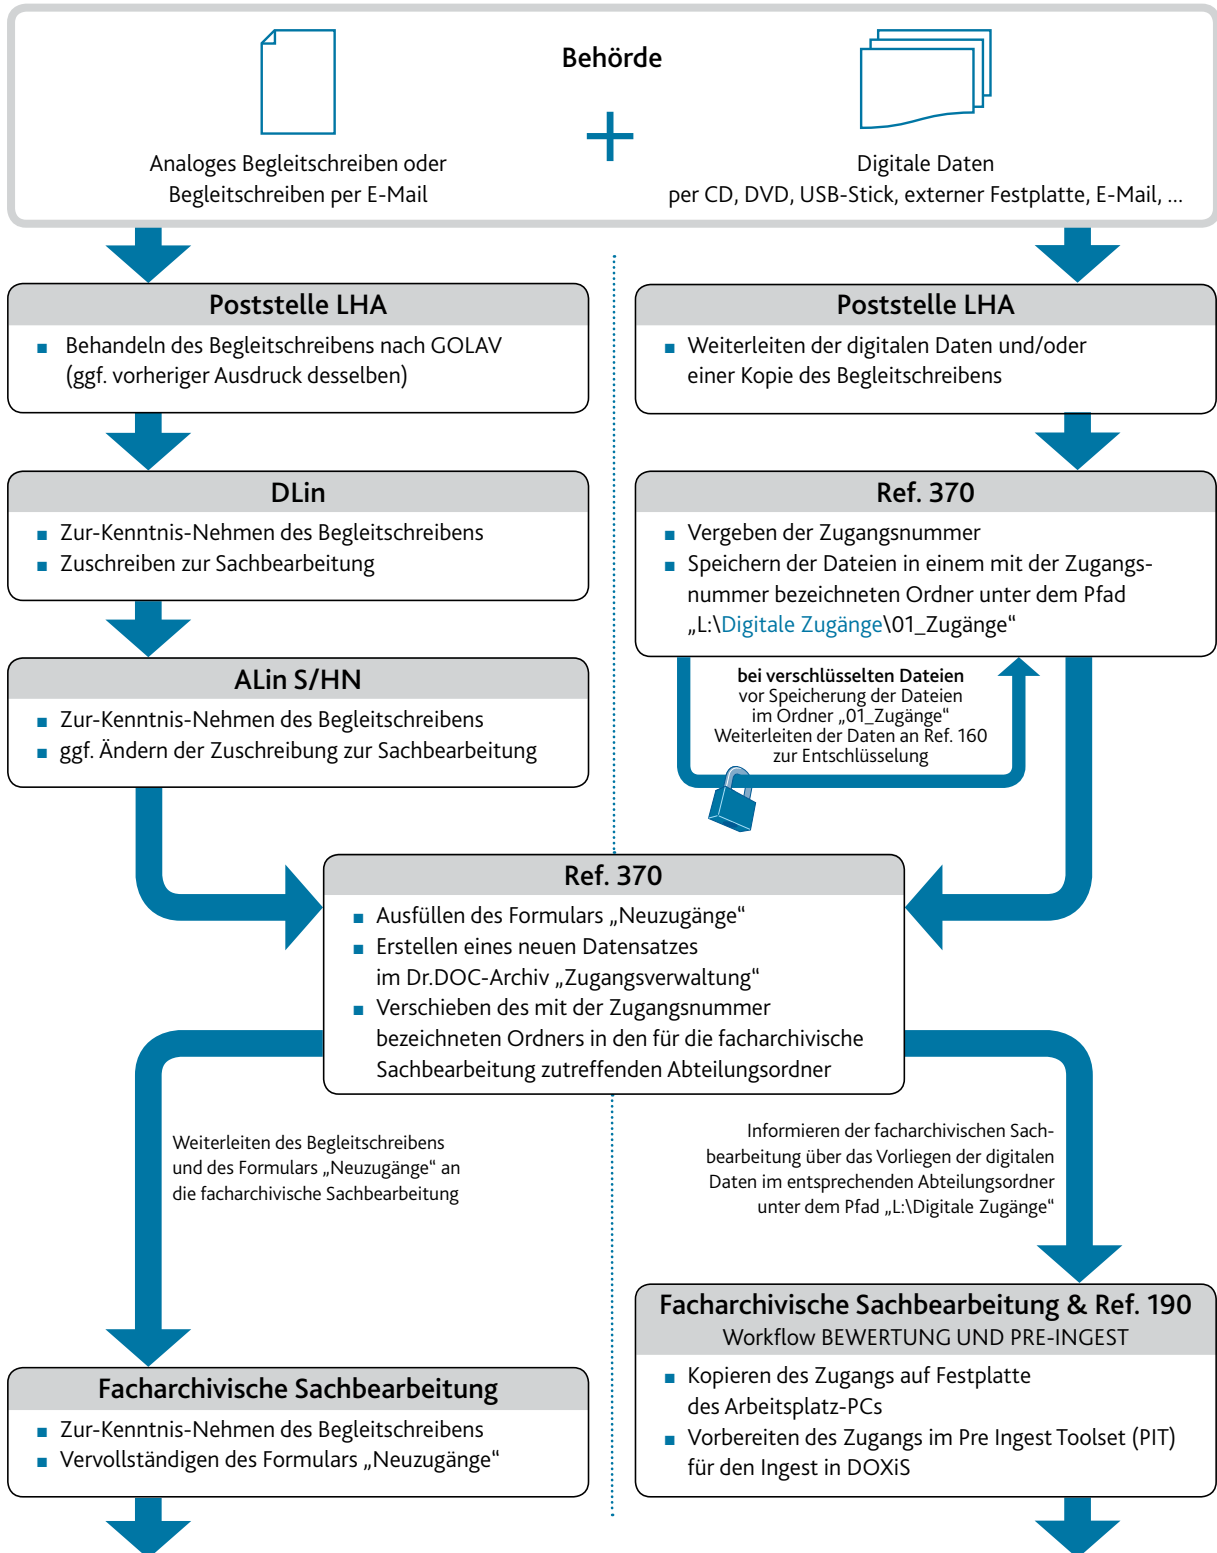 Behörde
Analoges Begleitschreiben oder
Begleitschreiben per E-Mail
Digitale Daten
per CD, DVD, USB-Stick, externer Festplatte, E-Mail, ...
Poststelle LHA
Behandeln des Begleitschreibens nach GOLAV
(ggf. vorheriger Ausdruck desselben)
Poststelle LHA
Weiterleiten der digitalen Daten und/oder
einer Kopie des Begleitschreibens
DLin
Zur-Kenntnis-Nehmen des Begleitschreibens
Zuschreiben zur Sachbearbeitung
Ref. 370
Vergeben der Zugangsnummer
Speichern der Dateien in einem mit der Zugangs-
nummer bezeichneten Ordner unter dem Pfad
„L:\Digitale Zugänge\01_Zugänge“
ALin S/HN
Zur-Kenntnis-Nehmen des Begleitschreibens
ggf. Ändern der Zuschreibung zur Sachbearbeitung
bei verschlüsselten Dateien
vor Speicherung der Dateien
im Ordner „01_Zugänge“
Weiterleiten der Daten an Ref. 160
zur Entschlüsselung
Ref. 370
Ausfüllen des Formulars „Neuzugänge“
Erstellen eines neuen Datensatzes
im Dr.DOC-Archiv „Zugangsverwaltung“
Verschieben des mit der Zugangsnummer
bezeichneten Ordners in den für die facharchivische
Sachbearbeitung zutreffenden Abteilungsordner
Weiterleiten des Begleitschreibens
und des Formulars „Neuzugänge“ an
die facharchivische Sachbearbeitung
Informieren der facharchivischen Sach-
bearbeitung über das Vorliegen der digitalen
Daten im entsprechenden Abteilungsordner
unter dem Pfad „L:\Digitale Zugänge“
Facharchivische Sachbearbeitung
Zur-Kenntnis-Nehmen des Begleitschreibens
Vervollständigen des Formulars „Neuzugänge“
Facharchivische Sachbearbeitung & Ref. 190
Workflow BEWERTUNG UND PRE-INGEST
Kopieren des Zugangs auf Festplatte
des Arbeitsplatz-PCs
Vorbereiten des Zugangs im Pre Ingest Toolset (PIT)
für den Ingest in DOXiS